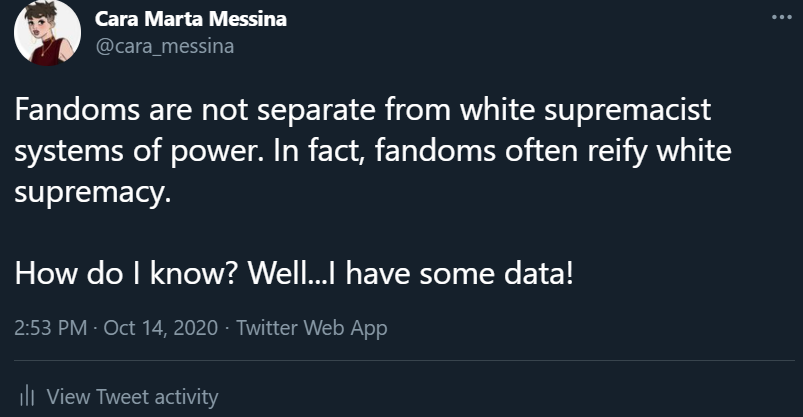 Cara Marta Messina
@cara_messina
Fandoms are not separate from white supremacist
systems of power. In fact, fandoms often reify white
supremacy.
How do I know? Well...I have some data!
2:53 PM · Oct 14, 2020 · Twitter Web App
View Tweet activity